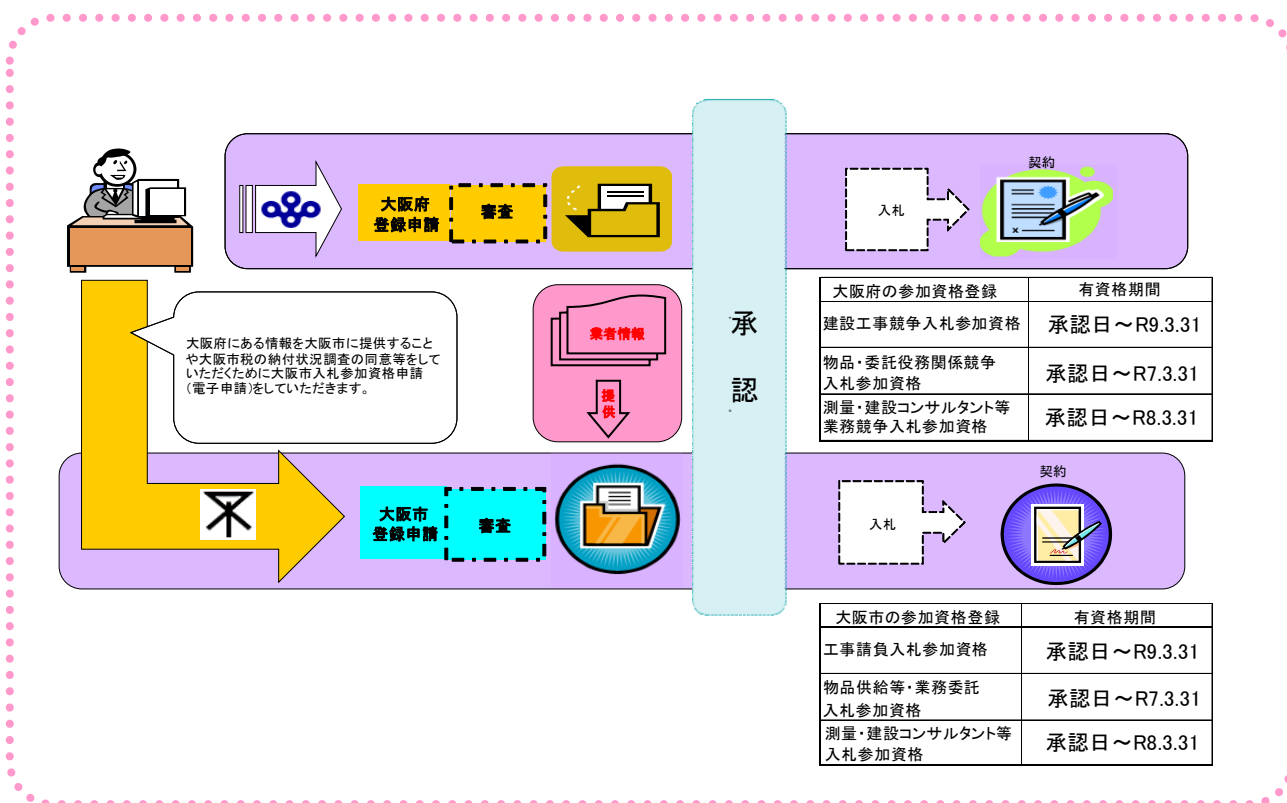 大阪府
登録申請
審査
承
認
入札
契約
大阪府にある情報を大阪市に提供すること
や大阪市税の納付状況調査の同意等をして
いただくために大阪市入札参加資格申請
(電子申請)をしていただきます。
業者情報
提
供
大阪府の参加資格登録 有資格期間
建設工事競争入札参加資格 承認日～R9.3.31
物品・委託役務関係競争
入札参加資格 承認日～R7.3.31
測量・建設コンサルタント等
業務競争入札参加資格 承認日～R8.3.31
大阪市
登録申請
審査
入札
契約
大阪市の参加資格登録 有資格期間
工事請負入札参加資格 承認日～R9.3.31
物品供給等・業務委託
入札参加資格 承認日～R7.3.31
測量・建設コンサルタント等
入札参加資格 承認日～R8.3.31